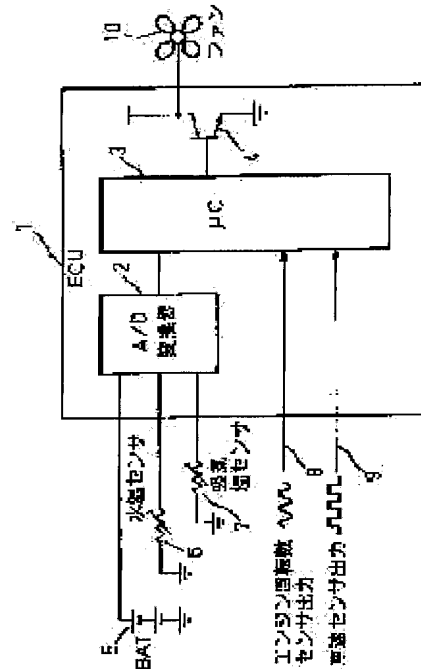 1
ECU
2
A/D
変換器
3
μC
4
10
ファン
5
BAT
水温センサ
6
吸気
温センサ
7
エンジン回転数
センサ出力
8
車速センサ出力
9